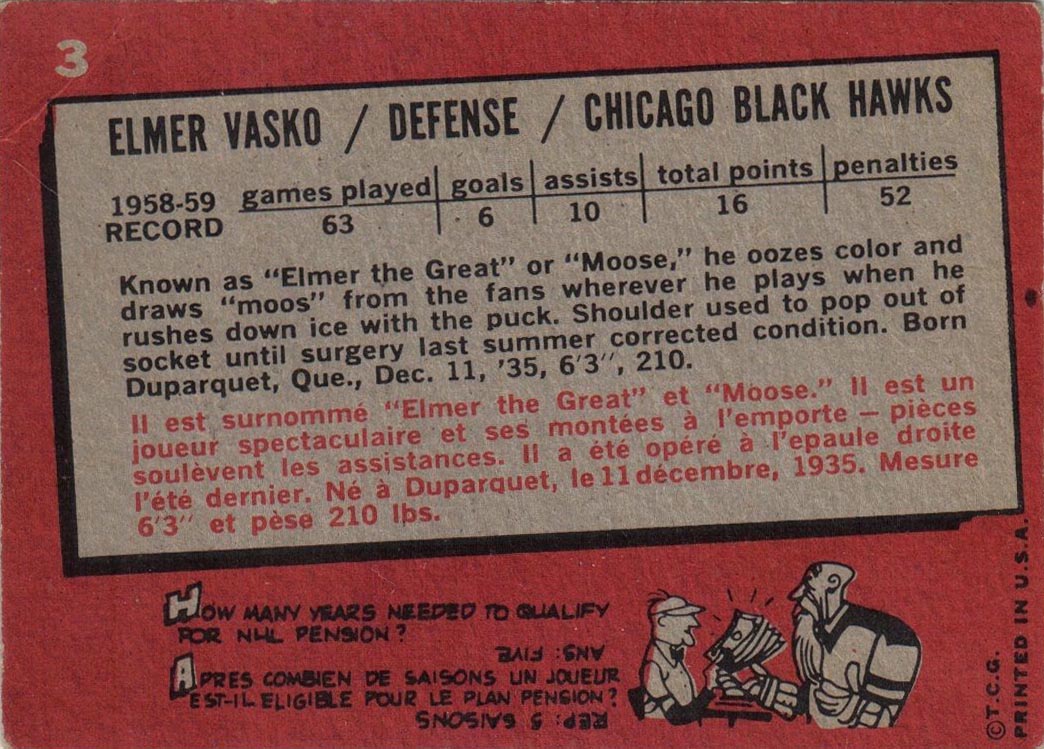 3
ELMER VASKO / DEFENSE / CHICAGO BLACK HAWKS
1958-59 RECORD games played goals assists total points penalties
63 6 10 16 52
Known as "Elmer the Great" or "Moose," he oozes color and
draws "moos" from the fans wherever he plays when he
rushes down ice with the puck. Shoulder used to pop out of
socket until surgery last summer corrected condition. Born
Duparquet, Que., Dec. 11, '35, 6'3", 210.
Il est surnommé "Elmer the Great" et "Moose." Il est un
joueur spectaculaire et ses montées à l'emporte – pièces
soulèvent les assistances. Il a été opéré à l'epaule droite
l'été dernier. Né à Duparquet, le 11 décembre, 1935. Mesure
6'3" et pèse 210 lbs.
HOW MANY YEARS NEEDED TO QUALIFY
FOR NHL PENSION?
ANS: FIVE
APRES COMBIEN DE SAISONS UN JOUEUR
EST-IL ELIGIBLE POUR LE PLAN PENSION?
REP: 5 SAISONS
©T.C.G.
PRINTED IN U.S.A.